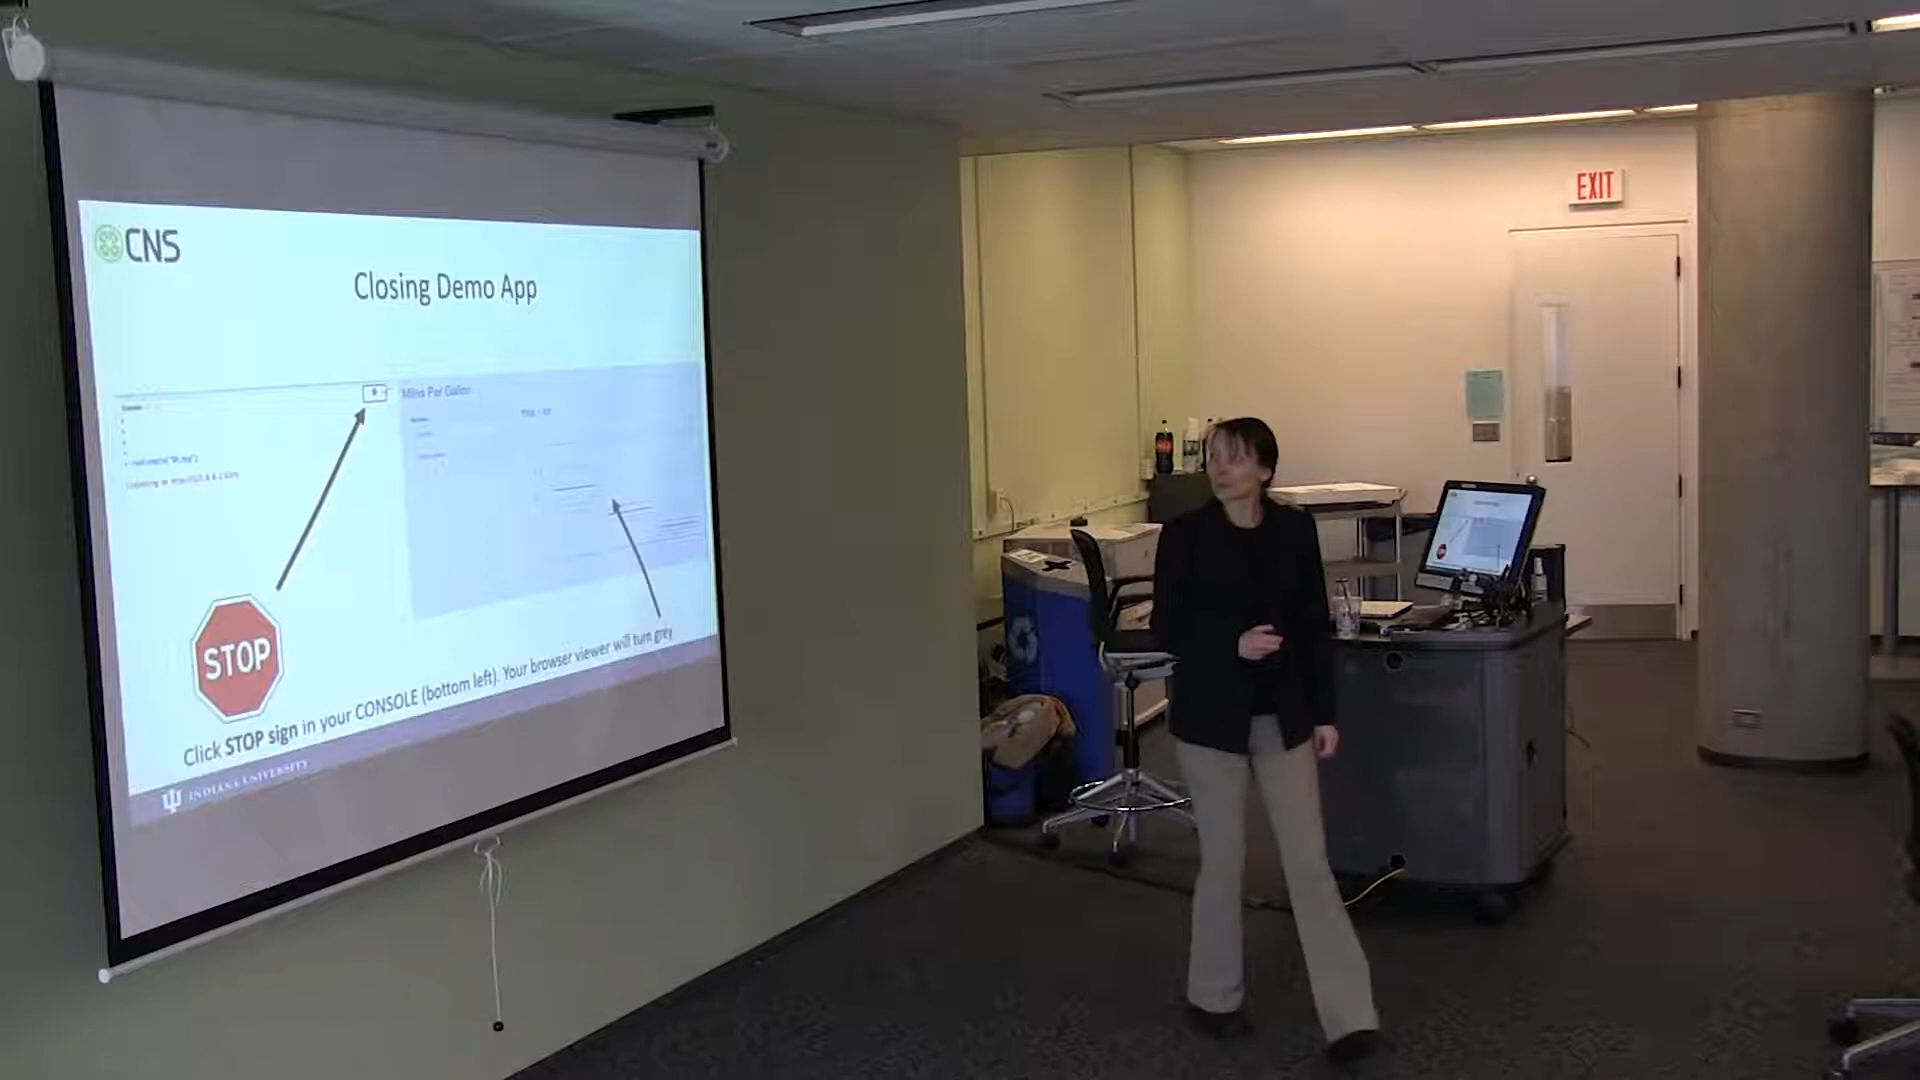 CNS
Closing Demo App
Miles Per Gallon
STOP
Click STOP sign in your CONSOLE (bottom left). Your browser viewer will turn grey
INDIANA UNIVERSITY
EXIT